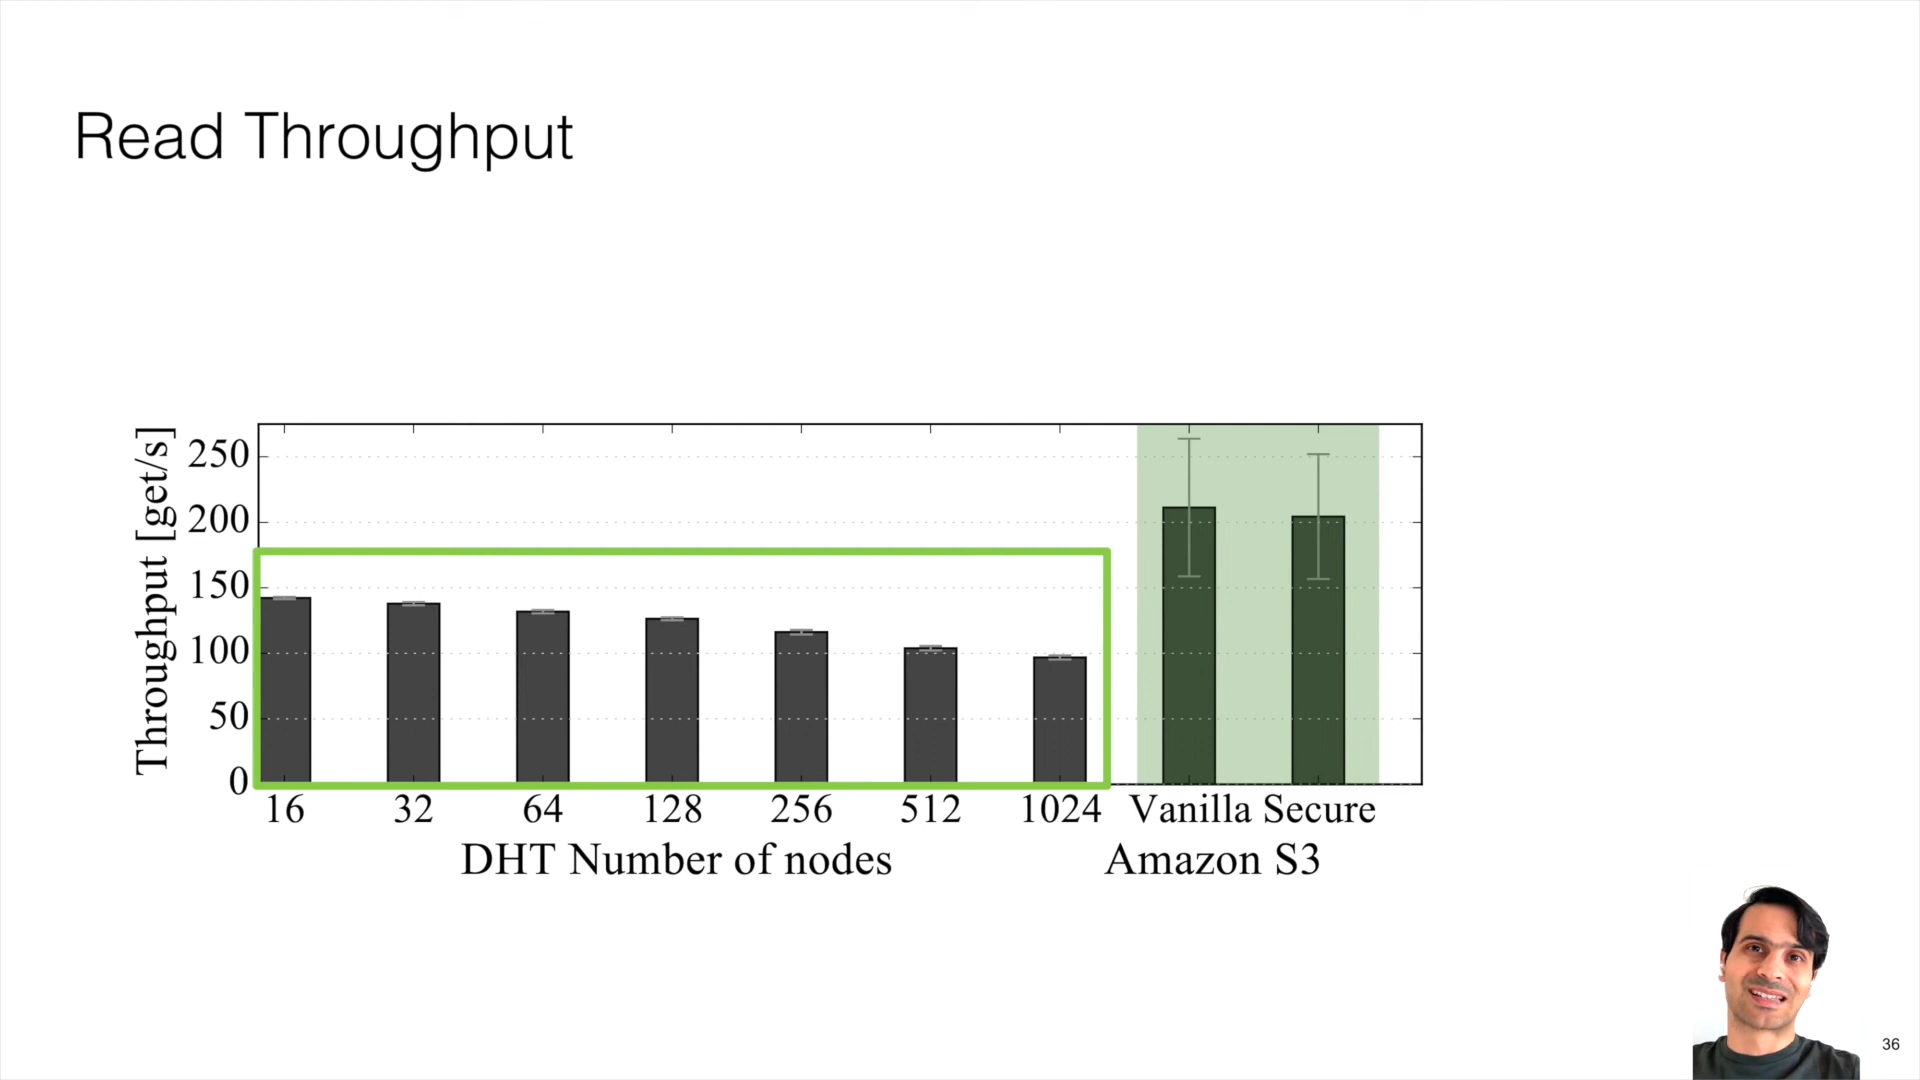 Read Throughput
Throughput [get/s]
250
200
150
100
50
0
16 32 64 128 256 512 1024 Vanilla Secure
DHT Number of nodes Amazon S3
36